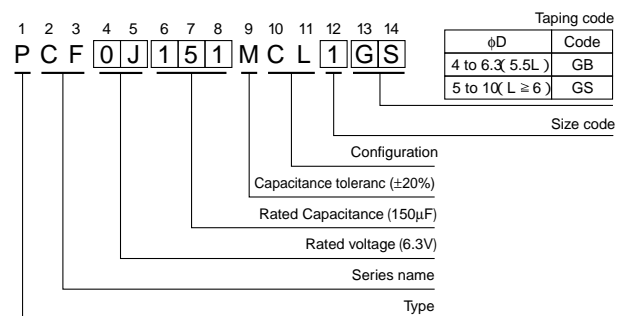 Taping code
1 2 3 4 5 6 7 8 9 10 11 12 13 14
P C F 0 J 1 5 1 M C L 1 G S
φD Code
4 to 6.3( 5.5L ) GB
5 to 10( L ≧ 6 ) GS
Size code
Configuration
Capacitance toleranc (±20%)
Rated Capacitance (150μF)
Rated voltage (6.3V)
Series name
Type